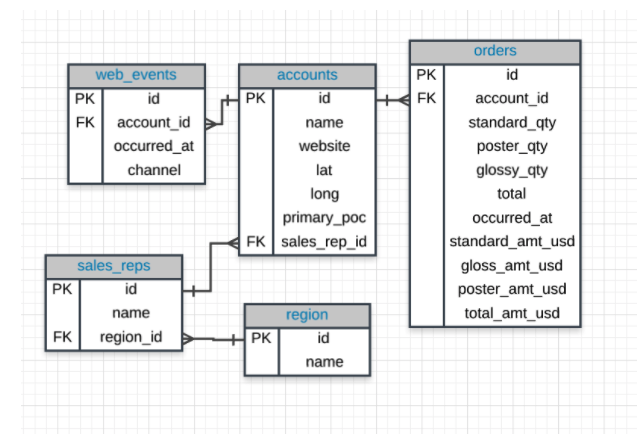 web_events
PK id
FK account_id
occurred_at
channel
accounts
PK id
name
website
lat
long
primary_poc
FK sales_rep_id
orders
PK id
FK account_id
standard_qty
poster_qty
glossy_qty
total
occurred_at
standard_amt_usd
gloss_amt_usd
poster_amt_usd
total_amt_usd
sales_reps
PK id
name
FK region_id
region
PK id
name